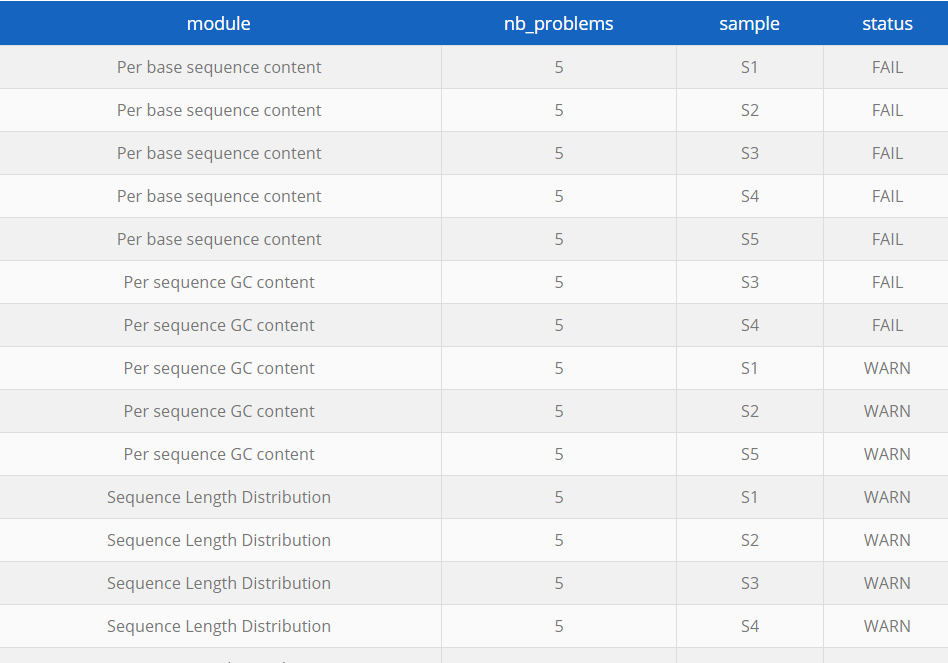 module nb_problems sample status
Per base sequence content 5 S1 FAIL
Per base sequence content 5 S2 FAIL
Per base sequence content 5 S3 FAIL
Per base sequence content 5 S4 FAIL
Per base sequence content 5 S5 FAIL
Per sequence GC content 5 S3 FAIL
Per sequence GC content 5 S4 FAIL
Per sequence GC content 5 S1 WARN
Per sequence GC content 5 S2 WARN
Per sequence GC content 5 S5 WARN
Sequence Length Distribution 5 S1 WARN
Sequence Length Distribution 5 S2 WARN
Sequence Length Distribution 5 S3 WARN
Sequence Length Distribution 5 S4 WARN